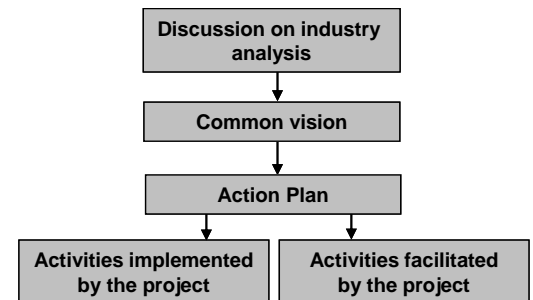 Discussion on industry
analysis
Common vision
Action Plan
Activities implemented
by the project
Activities facilitated
by the project